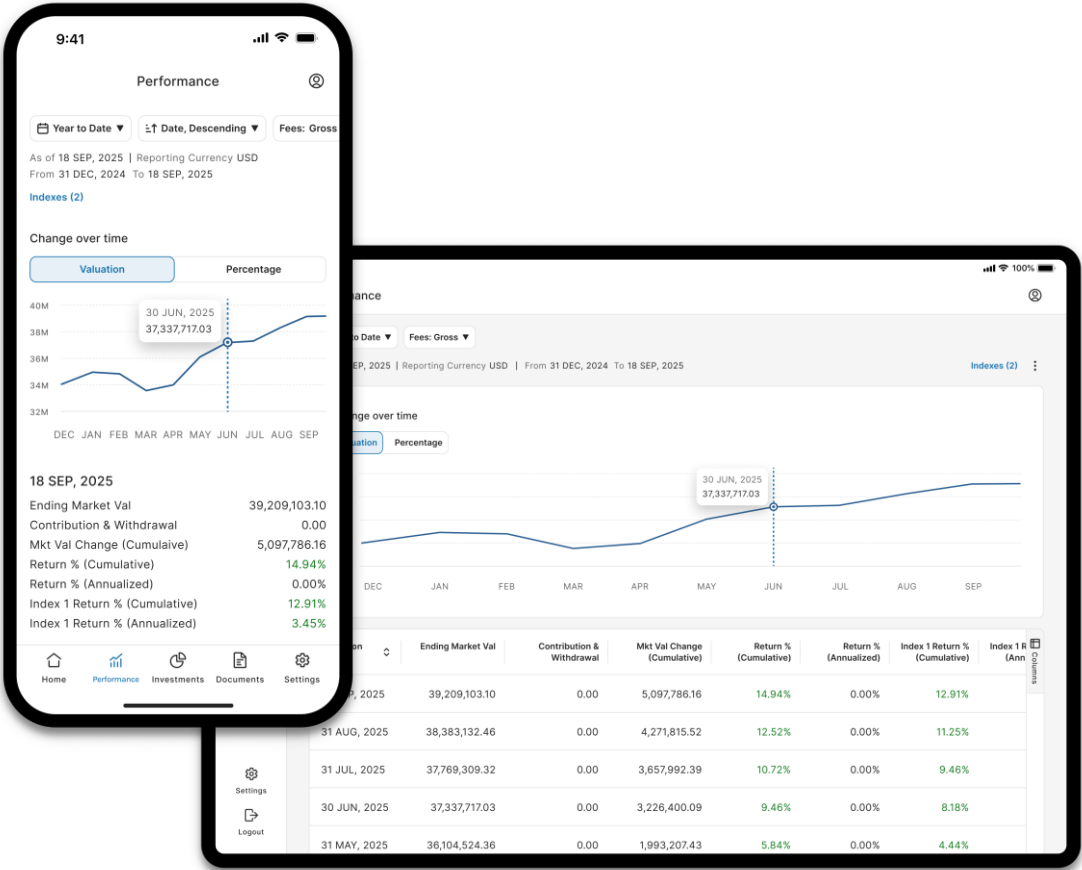 9:41
Performance
Year to Date ▼
Date, Descending ▼
Fees: Gross
As of 18 SEP, 2025 | Reporting Currency USD
From 31 DEC, 2024 To 18 SEP, 2025
Indexes (2)
Change over time
Valuation
Percentage
30 JUN, 2025
37,337,717.03
40M
38M
36M
34M
32M
DEC JAN FEB MAR APR MAY JUN JUL AUG SEP
18 SEP, 2025
Ending Market Val 39,209,103.10
Contribution & Withdrawal 0.00
Mkt Val Change (Cumulaive) 5,097,786.16
Return % (Cumulative) 14.94%
Return % (Annualized) 0.00%
Index 1 Return % (Cumulative) 12.91%
Index 1 Return % (Annualized) 3.45%
Home Performance Investments Documents Settings
100%
ance
o Date ▼ Fees: Gross ▼
EP, 2025 | Reporting Currency USD | From 31 DEC, 2024 To 18 SEP, 2025 Indexes (2)
nge over time
uation Percentage
30 JUN, 2025
37,337,717.03
DEC JAN FEB MAR APR MAY JUN JUL AUG SEP
on Ending Market Val Contribution & Mkt Val Change Return % Return % Index 1 Return % Index 1 R
Withdrawal (Cumulative) (Cumulative) (Annualized) (Cumulative) (Ann
Columns
P, 2025 39,209,103.10 0.00 5,097,786.16 14.94% 0.00% 12.91%
31 AUG, 2025 38,383,132.46 0.00 4,271,815.52 12.52% 0.00% 11.25%
31 JUL, 2025 37,769,309.32 0.00 3,657,992.39 10.72% 0.00% 9.46%
30 JUN, 2025 37,337,717.03 0.00 3,226,400.09 9.46% 0.00% 8.18%
31 MAY, 2025 36,104,524.36 0.00 1,993,207.43 5.84% 0.00% 4.44%
Settings
Logout